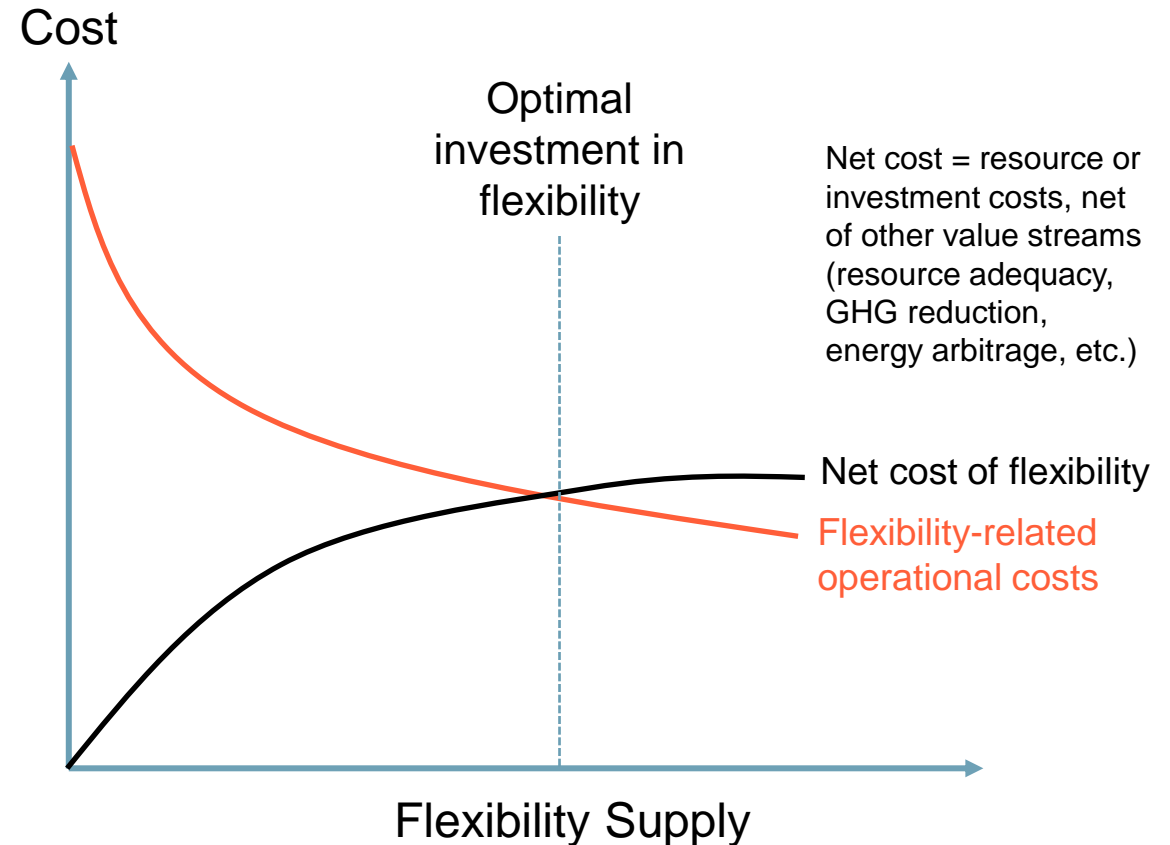 Cost
Optimal
investment in
flexibility
Net cost = resource or
investment costs, net
of other value streams
(resource adequacy,
GHG reduction,
energy arbitrage, etc.)
Net cost of flexibility
Flexibility-related
operational costs
Flexibility Supply